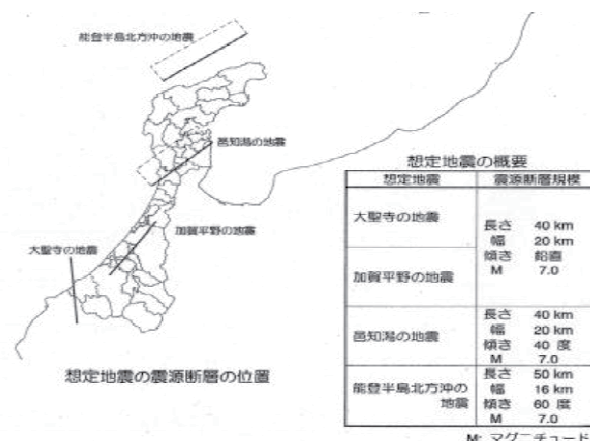 能登半島北方沖の地震
邑知潟の地震
加賀平野の地震
大聖寺の地震
想定地震の震源断層の位置
想定地震の概要
想定地震 震源断層規模
大聖寺の地震
加賀平野の地震
長さ 40 km
幅 20 km
傾き 鉛直
M 7.0
邑知潟の地震
長さ 40 km
幅 20 km
傾き 40 度
M 7.0
能登半島北方沖の
地震
長さ 50 km
幅 16 km
傾き 60 度
M 7.0
M: マグニチュード